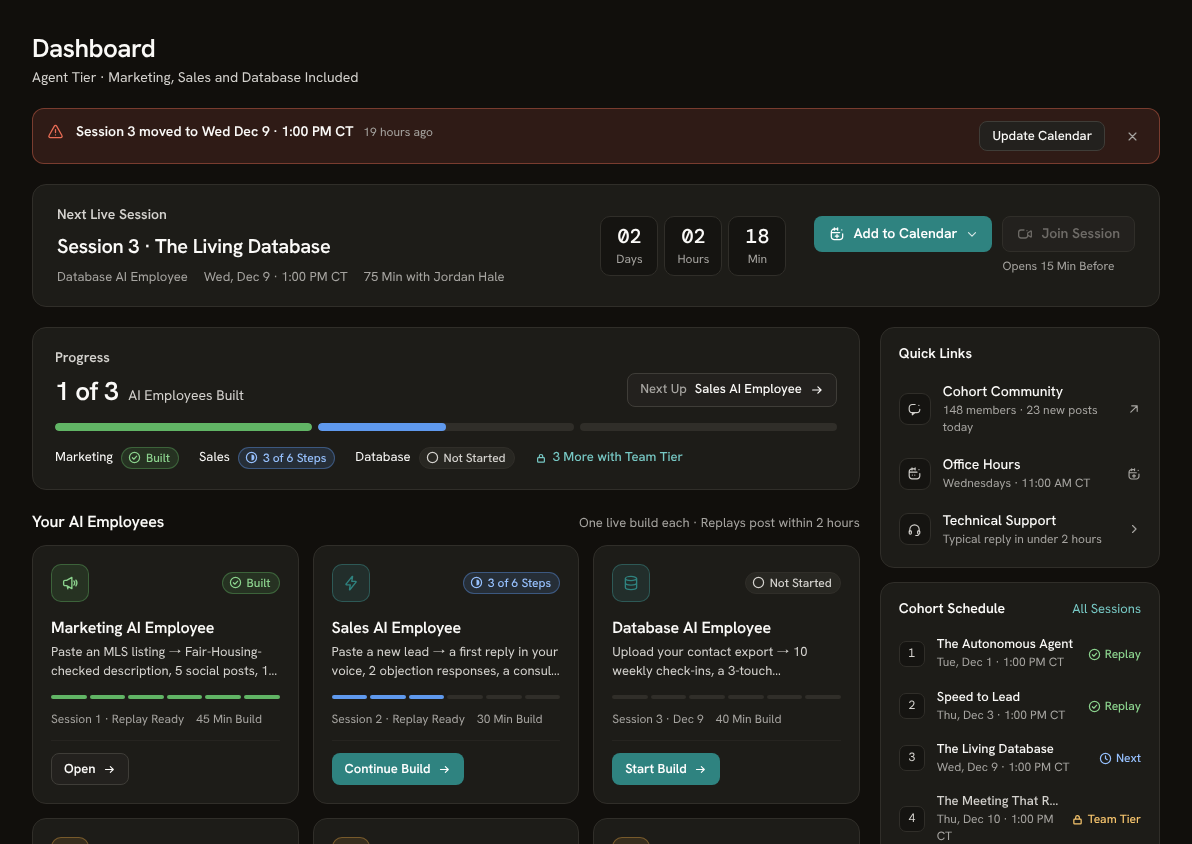 Dashboard
Agent Tier · Marketing, Sales and Database Included
Session 3 moved to Wed Dec 9 · 1:00 PM CT 19 hours ago
Update Calendar
Next Live Session
Session 3 · The Living Database
Database AI Employee Wed, Dec 9 · 1:00 PM CT 75 Min with Jordan Hale
02 Days
02 Hours
18 Min
Add to Calendar
Join Session
Opens 15 Min Before
Progress
1 of 3 AI Employees Built
Next Up Sales AI Employee →
Marketing Built Sales 3 of 6 Steps Database Not Started 3 More with Team Tier
Your AI Employees
One live build each · Replays post within 2 hours
Built
Marketing AI Employee
Paste an MLS listing → Fair-Housing-
checked description, 5 social posts, 1...
Session 1 · Replay Ready 45 Min Build
Open →
3 of 6 Steps
Sales AI Employee
Paste a new lead → a first reply in your
voice, 2 objection responses, a consul...
Session 2 · Replay Ready 30 Min Build
Continue Build →
Not Started
Database AI Employee
Upload your contact export → 10
weekly check-ins, a 3-touch...
Session 3 · Dec 9 40 Min Build
Start Build →
Quick Links
Cohort Community
148 members · 23 new posts
today
Office Hours
Wednesdays · 11:00 AM CT
Technical Support
Typical reply in under 2 hours
Cohort Schedule
All Sessions
1 The Autonomous Agent
Tue, Dec 1 · 1:00 PM CT
Replay
2 Speed to Lead
Thu, Dec 3 · 1:00 PM CT
Replay
3 The Living Database
Wed, Dec 9 · 1:00 PM CT
Next
4 The Meeting That R...
Thu, Dec 10 · 1:00 PM
CT
Team Tier